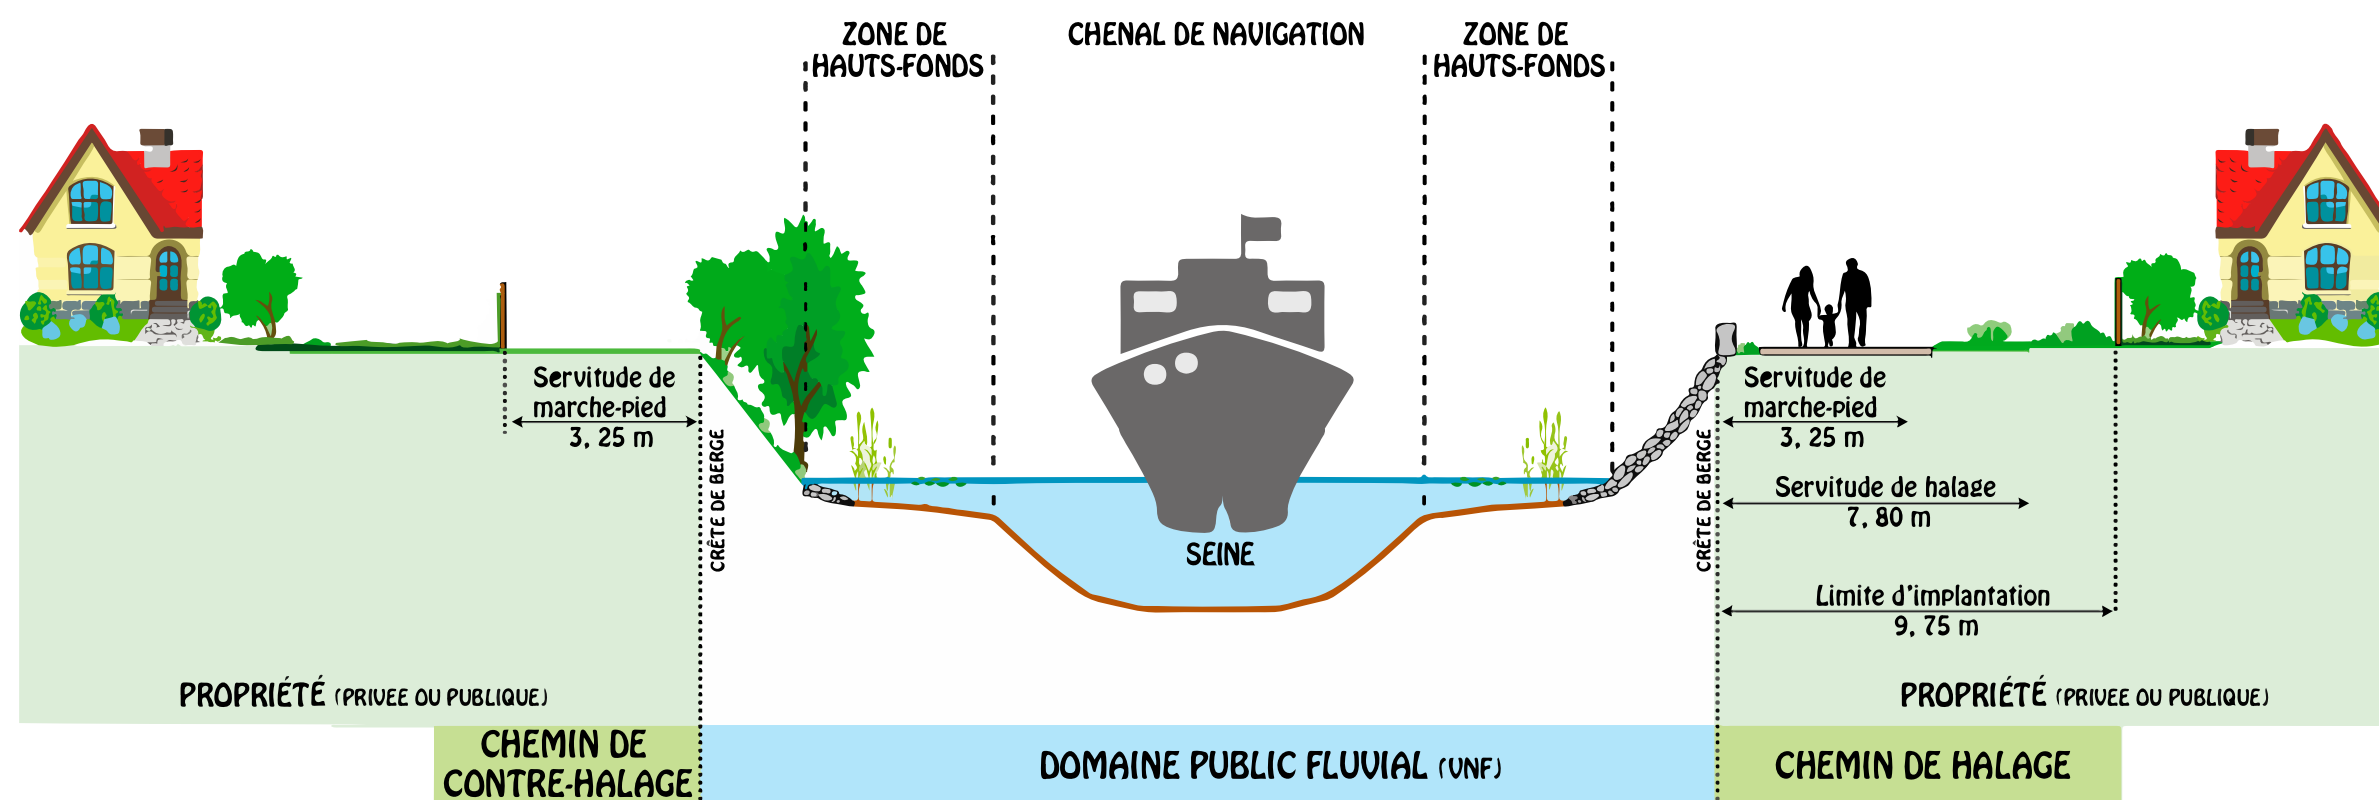 ZONE DE
HAUTS-FONDS
CHENAL DE NAVIGATION
ZONE DE
HAUTS-FONDS
Servitude de
marche-pied
3, 25 m
CRÊTE DE BERGE
SEINE
CRÊTE DE BERGE
Servitude de
marche-pied
3, 25 m
Servitude de halage
7, 80 m
Limite d'implantation
9, 75 m
PROPRIÉTÉ (PRIVEE OU PUBLIQUE)
PROPRIÉTÉ (PRIVEE OU PUBLIQUE)
CHEMIN DE
CONTRE-HALAGE
DOMAINE PUBLIC FLUVIAL (VNF)
CHEMIN DE HALAGE